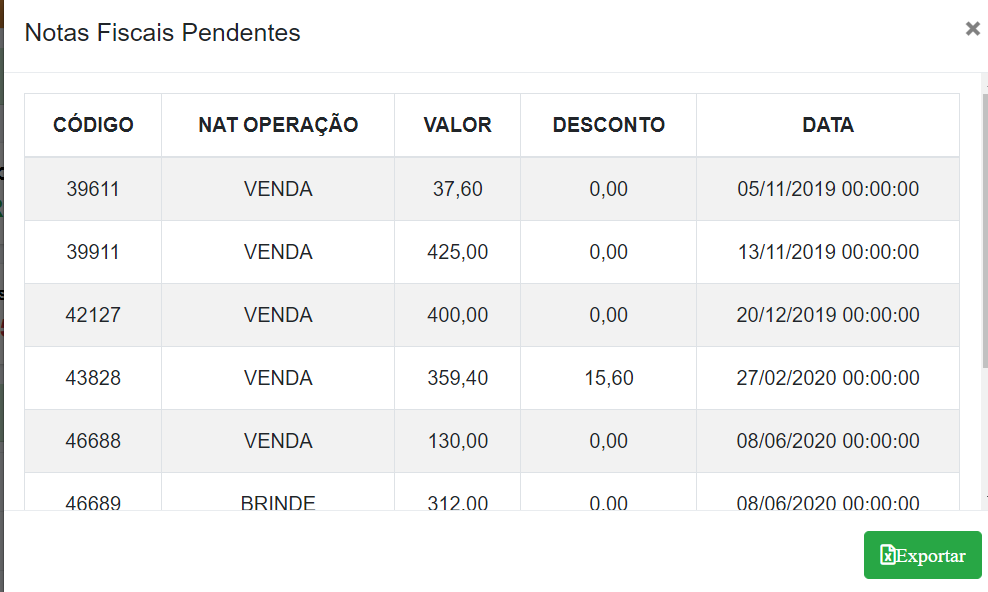 Notas Fiscais Pendentes ×
CÓDIGO NAT OPERAÇÃO VALOR DESCONTO DATA
39611 VENDA 37,60 0,00 05/11/2019 00:00:00
39911 VENDA 425,00 0,00 13/11/2019 00:00:00
42127 VENDA 400,00 0,00 20/12/2019 00:00:00
43828 VENDA 359,40 15,60 27/02/2020 00:00:00
46688 VENDA 130,00 0,00 08/06/2020 00:00:00
46689 BRINDE 312,00 0,00 08/06/2020 00:00:00
Exportar